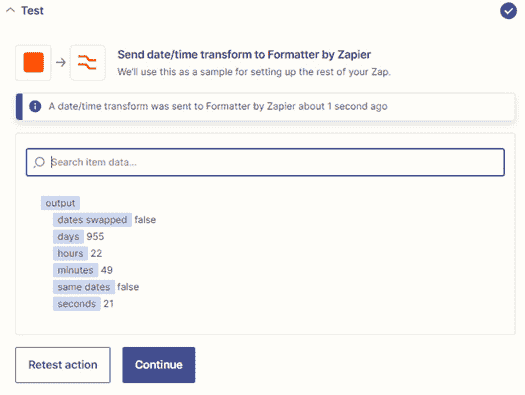 Test
Send date/time transform to Formatter by Zapier
We'll use this as a sample for setting up the rest of your Zap.
A date/time transform was sent to Formatter by Zapier about 1 second ago
Search item data...
output
dates swapped false
days 955
hours 22
minutes 49
same dates false
seconds 21
Retest action Continue